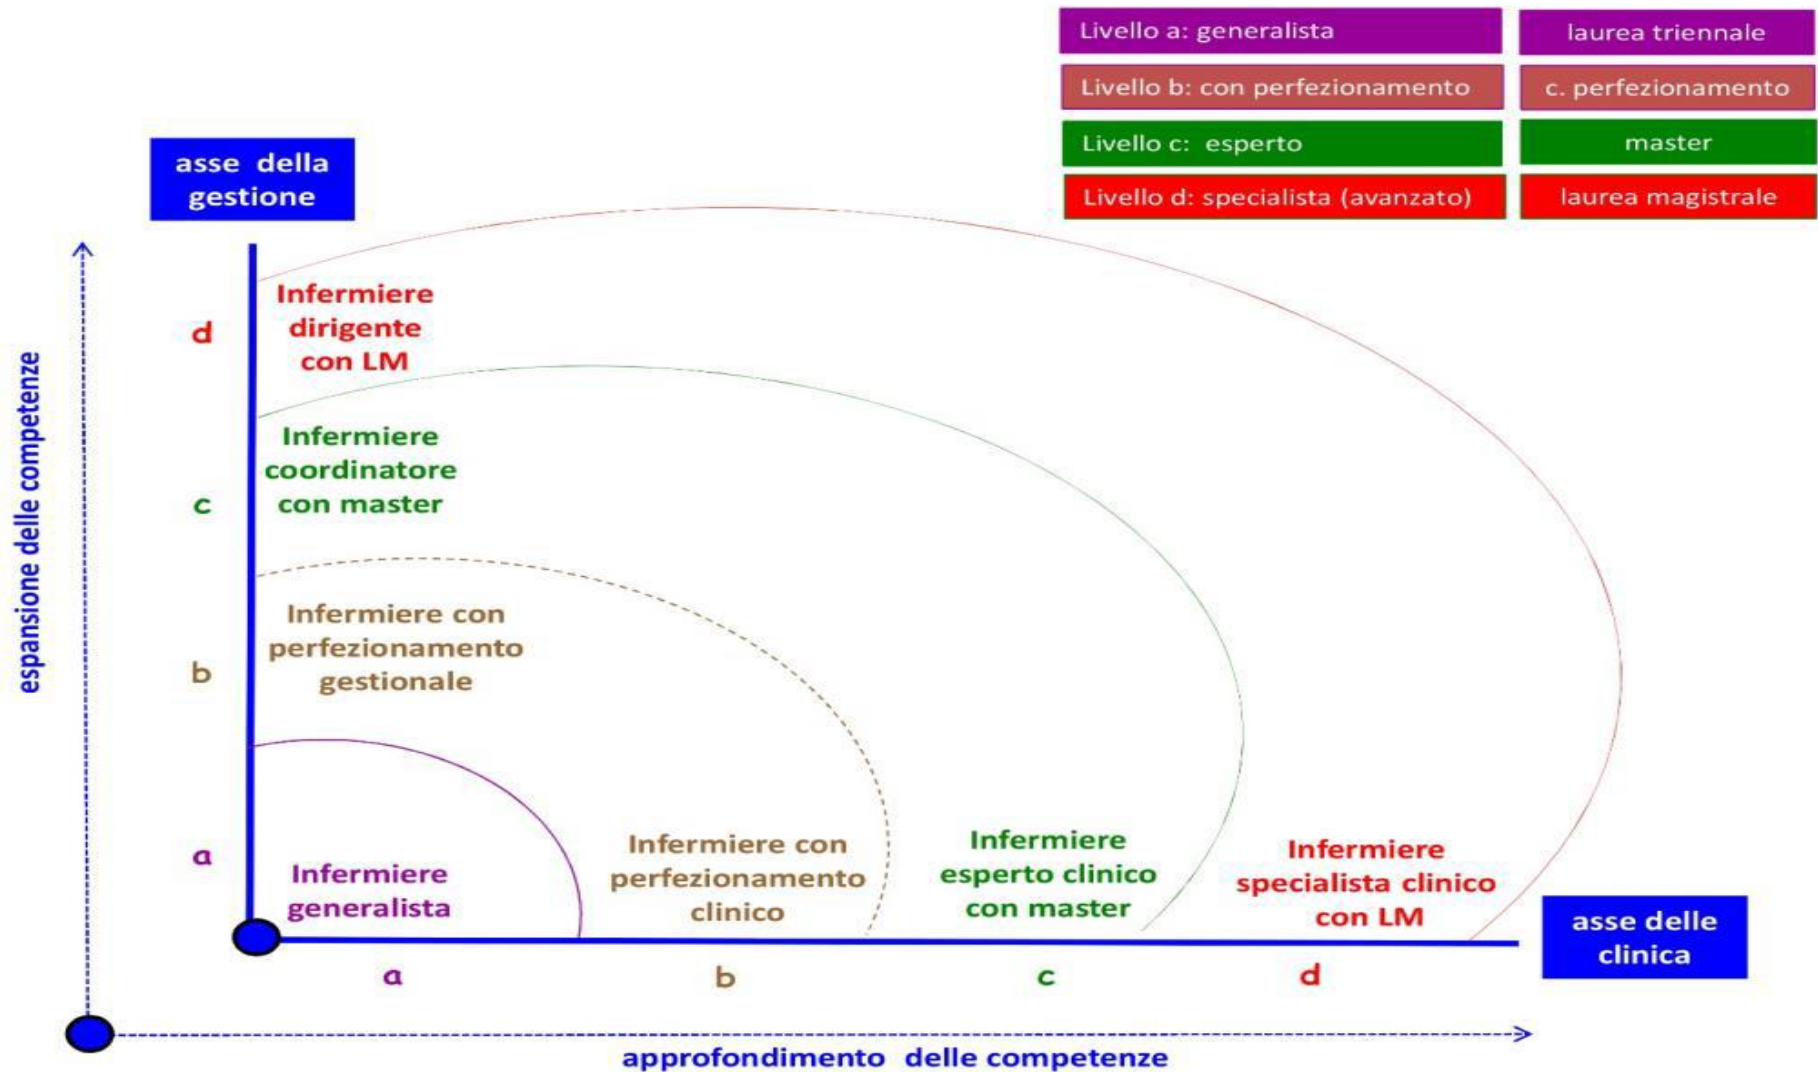 Livello a: generalista
laurea triennale
Livello b: con perfezionamento
c. perfezionamento
Livello c: esperto
master
Livello d: specialista (avanzato)
laurea magistrale
asse della
gestione
espansione delle competenze
d
Infermiere
dirigente
con LM
c
Infermiere
coordinatore
con master
b
Infermiere con
perfezionamento
gestionale
a
Infermiere
generalista
Infermiere con
perfezionamento
clinico
Infermiere
esperto clinico
con master
Infermiere
specialista clinico
con LM
asse delle
clinica
a
b
c
d
approfondimento delle competenze